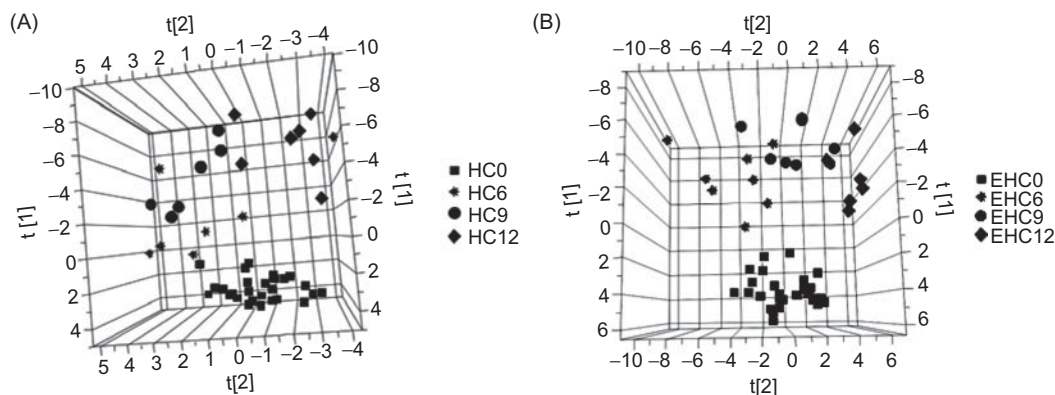 (A)
t[2]
5 4 3 2 1 0 −1 −2 −3 −4
−10 −8 −6 −4 −2 0 2 4
t [1]
−10 −8 −6 −4 −2 0 2 4
t [1]
5 4 3 2 1 0 −1 −2 −3 −4
t[2]
HC0
HC6
HC9
HC12
(B)
t[2]
−10 −8 −6 −4 −2 0 2 4 6
−8 −6 −4 −2 0 2 4 6
t [1]
−8 −6 −4 −2 0 2 4 6
t [1]
−10 −8 −6 −4 −2 0 2 4 6
t[2]
EHC0
EHC6
EHC9
EHC12